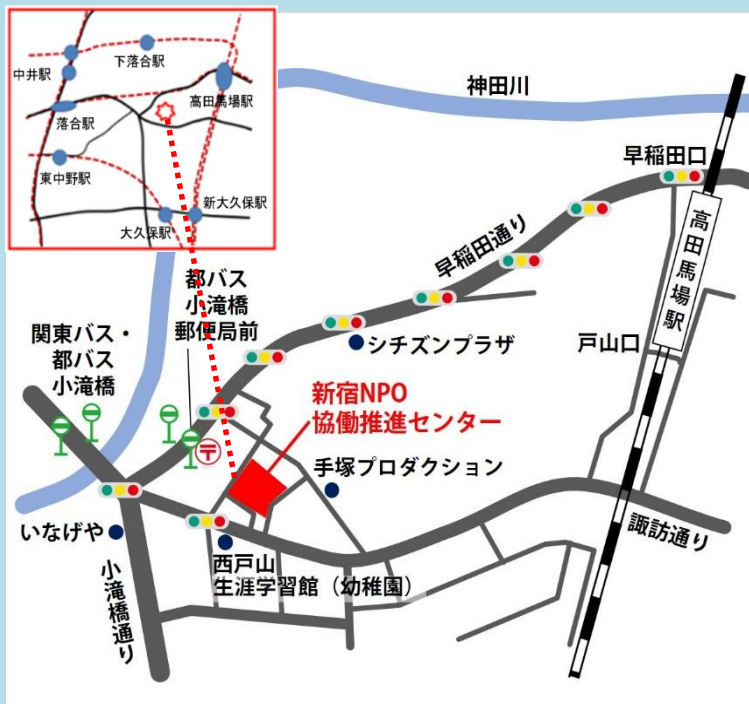 下落合駅
中井駅
高田馬場駅
落合駅
東中野駅
新大久保駅
大久保駅
神田川
早稲田口
早稲田通り
高田馬場駅
都バス
小滝橋
郵便局前
関東バス・
都バス
小滝橋
シチズンプラザ
戸山口
新宿NPO
協働推進センター
〒
手塚プロダクション
諏訪通り
いなげや
西戸山
生涯学習館（幼稚園）
小滝橋通り